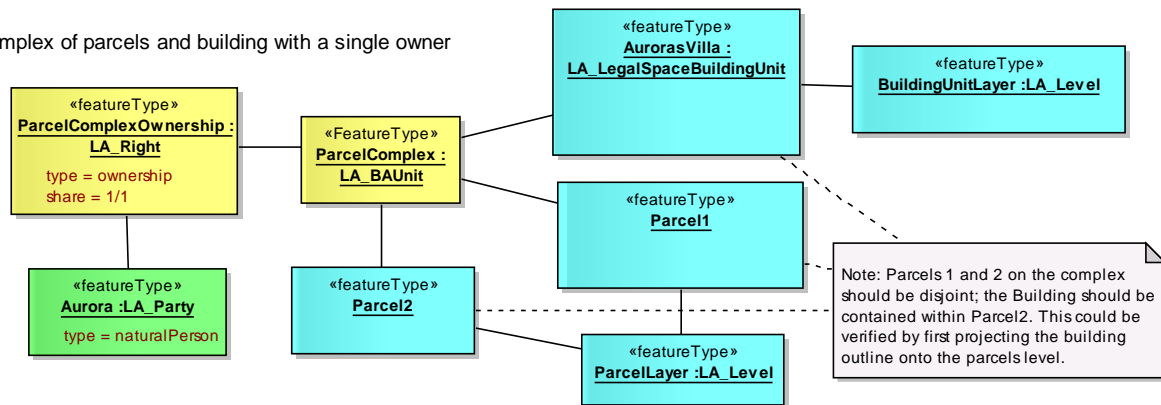 mplex of parcels and building with a single owner
«featureType»
AurorasVilla :
LA_LegalSpaceBuildingUnit
«featureType»
BuildingUnitLayer :LA_Level
«featureType»
ParcelComplexOwnership :
LA_Right
type = ownership
share = 1/1
«FeatureType»
ParcelComplex :
LA_BAUnit
«featureType»
Parcel1
«featureType»
Aurora :LA_Party
type = naturalPerson
«featureType»
Parcel2
«featureType»
ParcelLayer :LA_Level
Note: Parcels 1 and 2 on the complex
should be disjoint; the Building should be
contained within Parcel2. This could be
verified by first projecting the building
outline onto the parcels level.